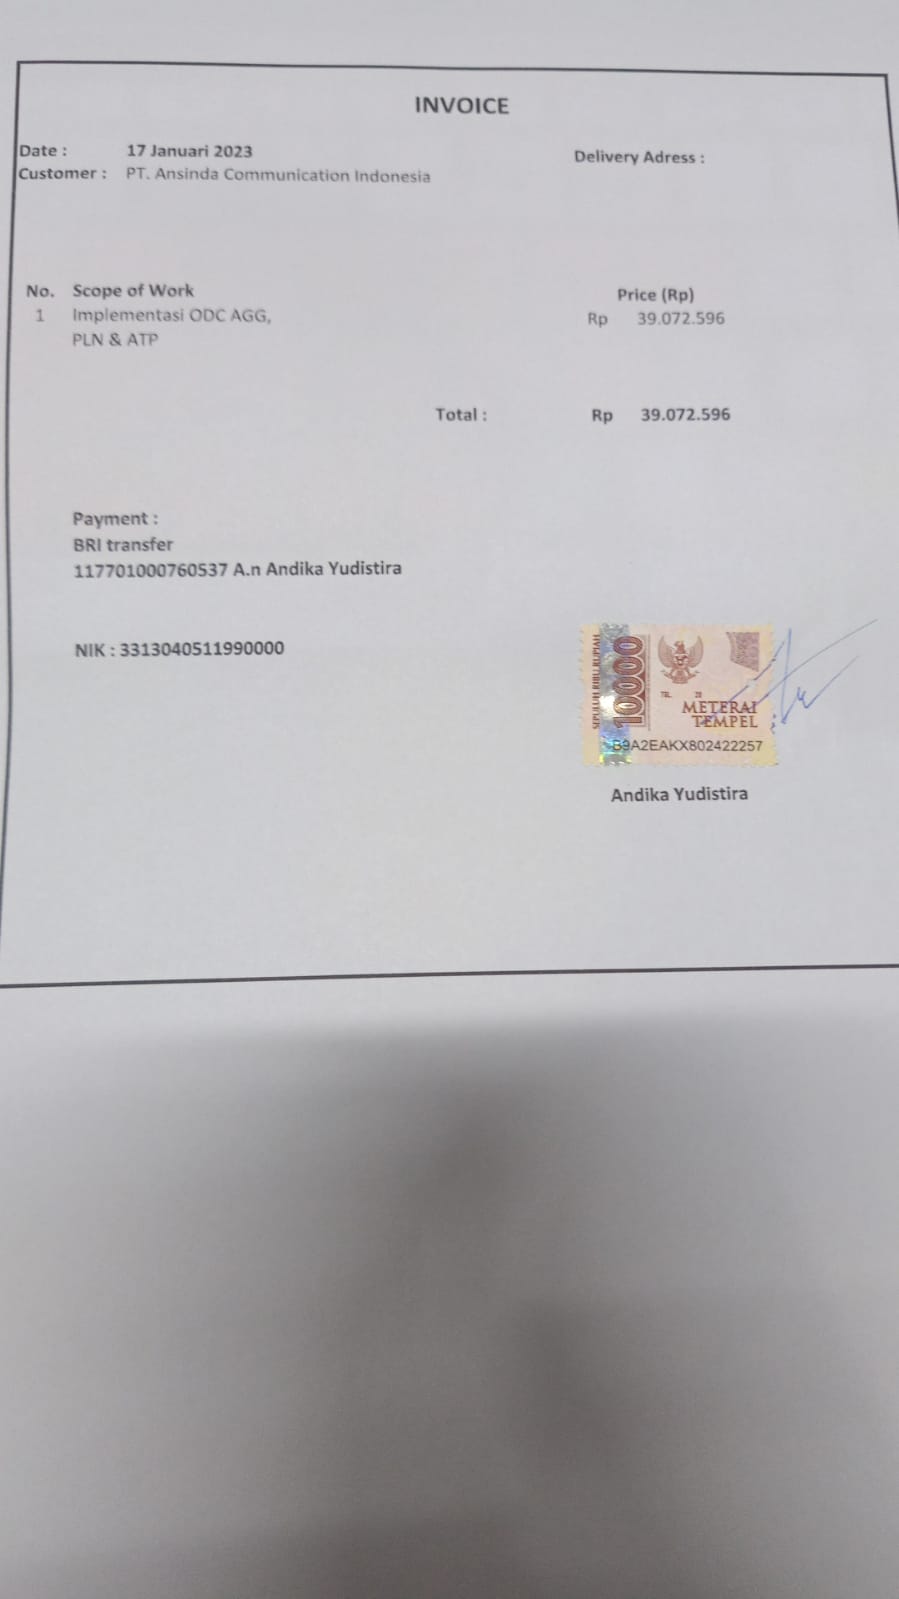 INVOICE
Date : 17 Januari 2023
Customer : PT. Ansinda Communication Indonesia
Delivery Adress :
No. Scope of Work Price (Rp)
1 Implementasi ODC AGG, Rp 39.072.596
PLN & ATP
Total : Rp 39.072.596
Payment :
BRI transfer
117701000760537 A.n Andika Yudistira
NIK : 3313040511990000
SEPULUH RIBU RUPIAH
10000
TGL. 20
METERAI
TEMPEL
B9A2EAKX802422257
Andika Yudistira